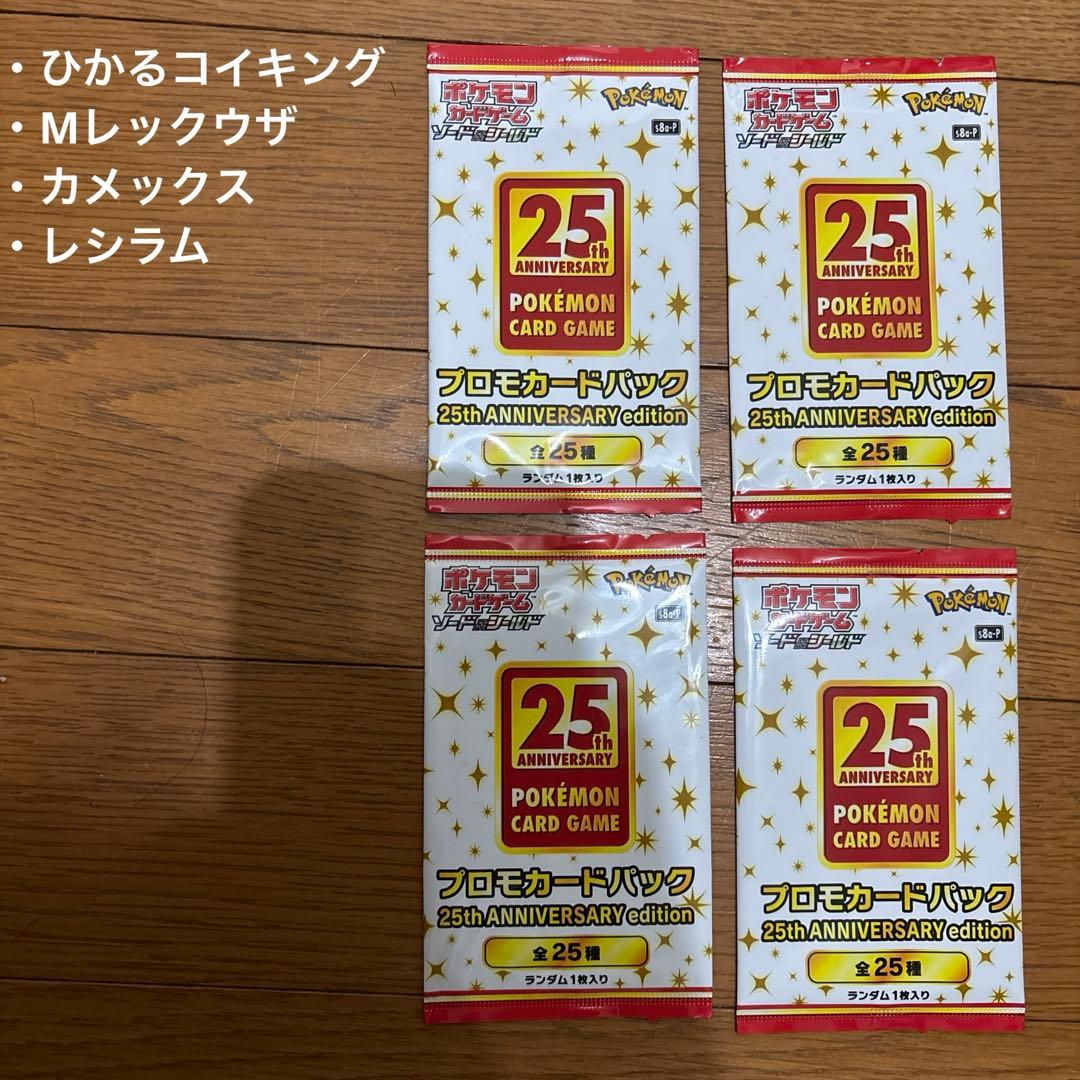 ・ひかるコイキング
・Mレックウザ
・カメックス
・レシラム
ポケモン
カードゲーム
ソード&シールド
POKéMON
s8a-P
25th
ANNIVERSARY
POKÉMON
CARD GAME
プロモカードパック
25th ANNIVERSARY edition
全25種
ランダム1枚入り
ポケモン
カードゲーム
ソード&シールド
POKéMON
s8a-P
25th
ANNIVERSARY
POKÉMON
CARD GAME
プロモカードパック
25th ANNIVERSARY edition
全25種
ランダム1枚入り
ポケモン
カードゲーム
ソード&シールド
POKéMON
s8a-P
25th
ANNIVERSARY
POKÉMON
CARD GAME
プロモカードパック
25th ANNIVERSARY edition
全25種
ランダム1枚入り
ポケモン
カードゲーム
ソード&シールド
POKéMON
s8a-P
25th
ANNIVERSARY
POKÉMON
CARD GAME
プロモカードパック
25th ANNIVERSARY edition
全25種
ランダム1枚入り